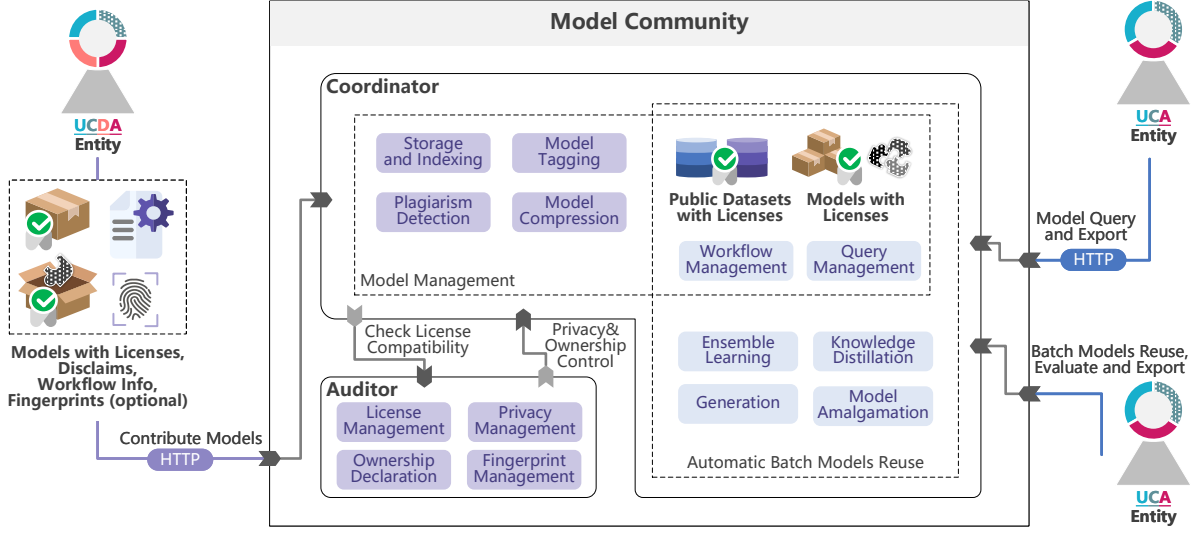 Model Community
UCDA
Entity
Models with Licenses,
Disclaims,
Workflow Info,
Fingerprints (optional)
Contribute Models
HTTP
Coordinator
Storage
and Indexing
Model
Tagging
Plagiarism
Detection
Model
Compression
Model Management
Public Datasets
with Licenses
Models with
Licenses
Workflow
Management
Query
Management
Ensemble
Learning
Knowledge
Distillation
Generation
Model
Amalgamation
Automatic Batch Models Reuse
Check License
Compatibility
Privacy&
Ownership
Control
Auditor
License
Management
Privacy
Management
Ownership
Declaration
Fingerprint
Management
UCA
Entity
Model Query
and Export
HTTP
Batch Models Reuse,
Evaluate and Export
UCA
Entity